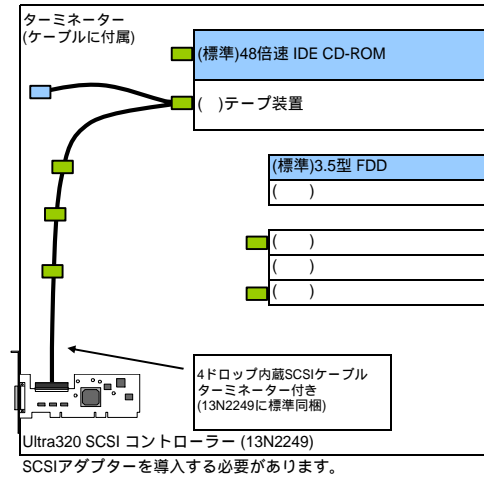 ターミネーター
(ケーブルに付属)
(標準)48倍速 IDE CD-ROM
(　)テープ装置
(標準)3.5型 FDD
(　　)
(　　)
(　　)
(　　)
4ドロップ内蔵SCSIケーブル
ターミネーター付き
(13N2249に標準同梱)
Ultra320 SCSI コントローラー (13N2249)
SCSIアダプターを導入する必要があります。